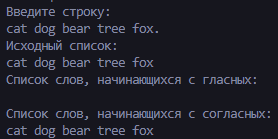 Введите строку:
cat dog bear tree fox.
Исходный список:
cat dog bear tree fox
Список слов, начинающихся с гласных:

Список слов, начинающихся с согласных:
cat dog bear tree fox